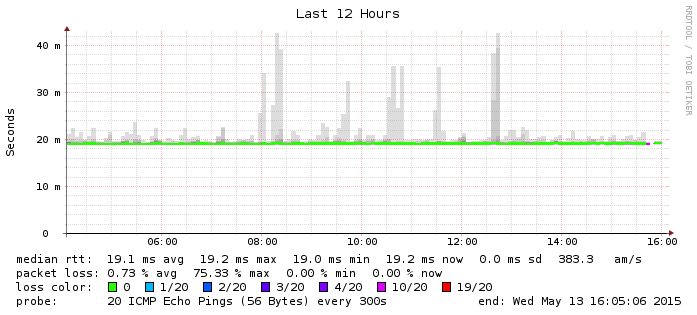 Last 12 Hours
RRDTOOL / TOBI OETIKER
Seconds
40 m
30 m
20 m
10 m
0
06:00 08:00 10:00 12:00 14:00 16:00
median rtt: 19.1 ms avg 19.2 ms max 19.0 ms min 19.2 ms now 0.0 ms sd 383.3 am/s
packet loss: 0.73 % avg 75.33 % max 0.00 % min 0.00 % now
loss color: 0 1/20 2/20 3/20 4/20 10/20 19/20
probe: 20 ICMP Echo Pings (56 Bytes) every 300s end: Wed May 13 16:05:06 2015